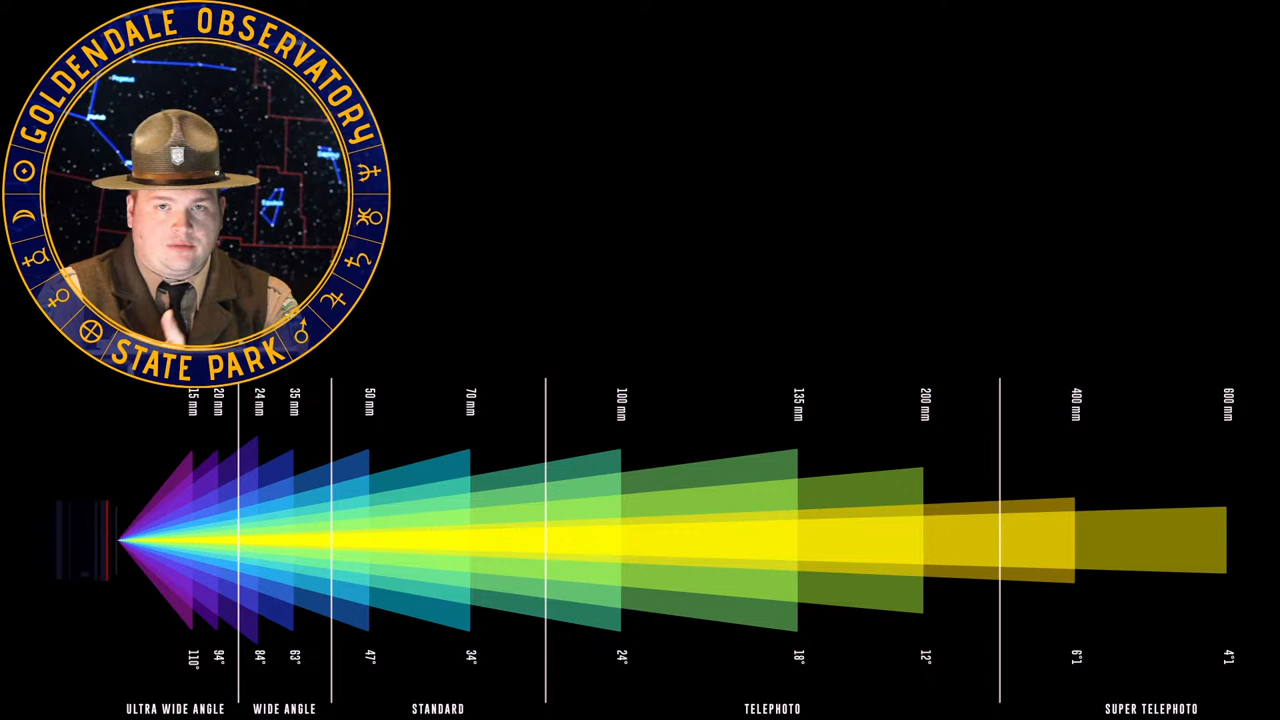 GOLDENDALE OBSERVATORY
STATE PARK
15 mm
20 mm
24 mm
35 mm
50 mm
70 mm
100 mm
135 mm
200 mm
400 mm
600 mm
110°
94°
84°
63°
47°
34°
24°
18°
12°
6°1
4°1
ULTRA WIDE ANGLE
WIDE ANGLE
STANDARD
TELEPHOTO
SUPER TELEPHOTO